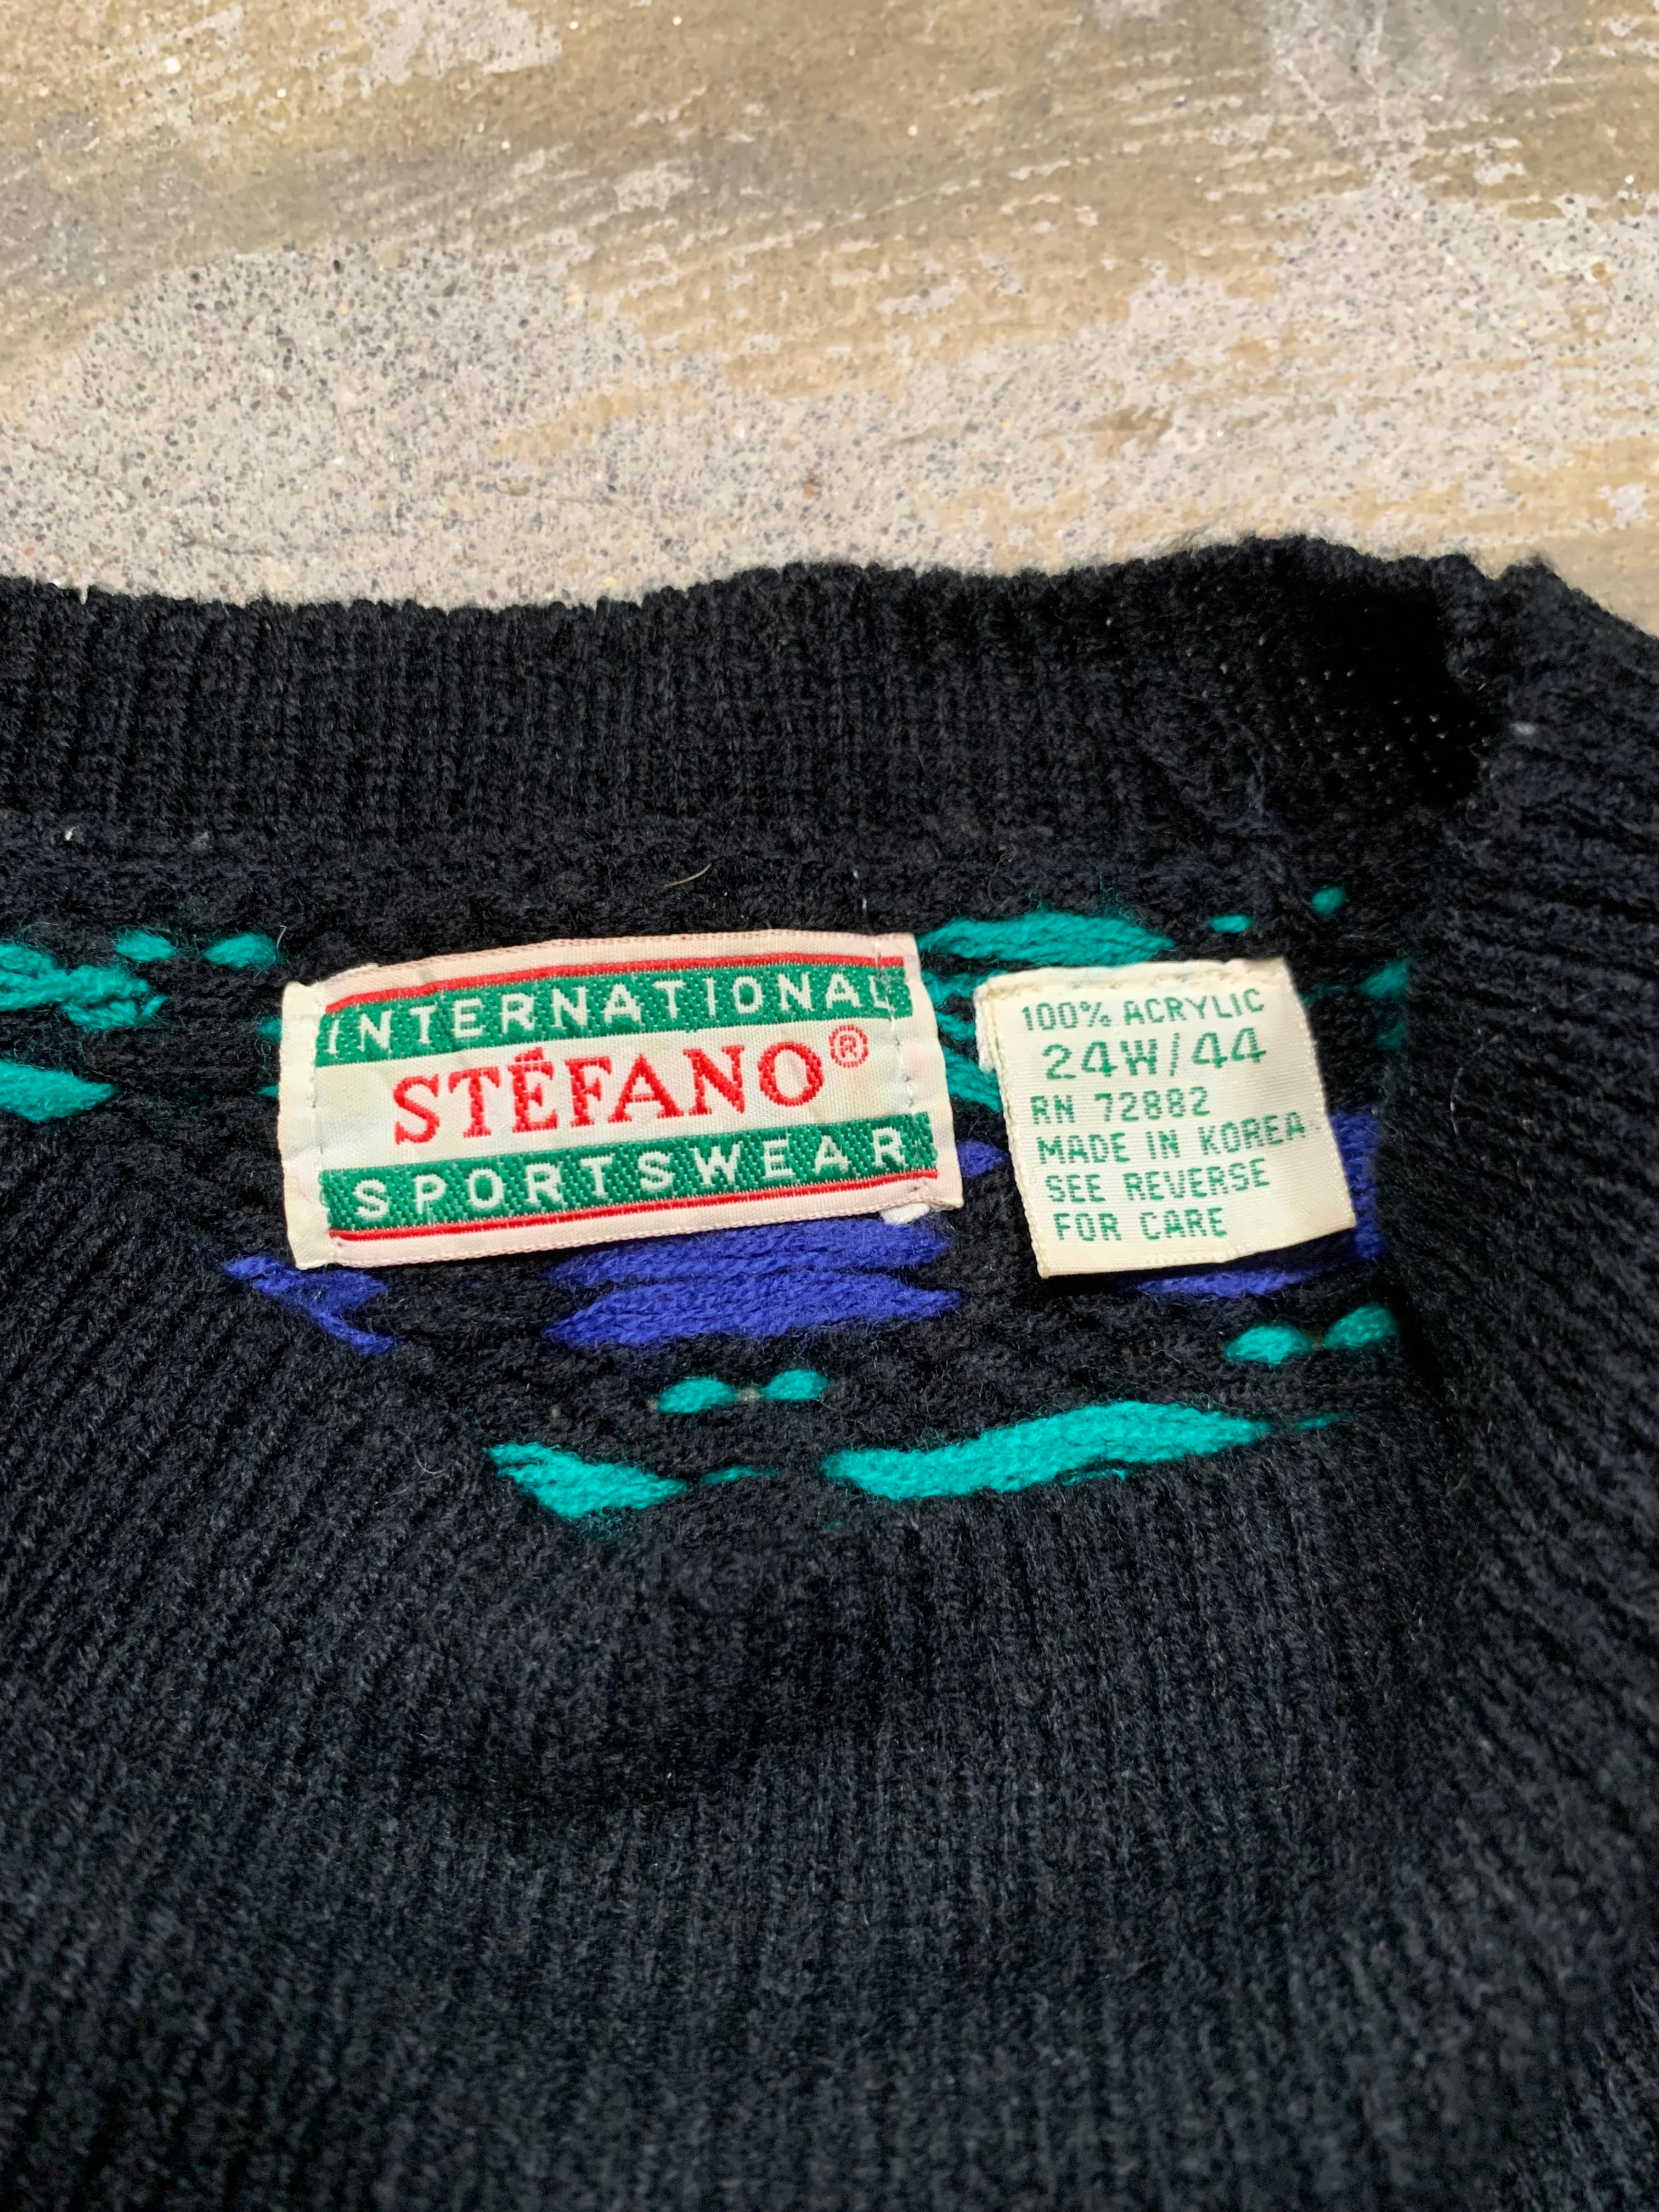 INTERNATIONAL
STÉFANO®
SPORTSWEAR
100% ACRYLIC
24W/44
RN 72882
MADE IN KOREA
SEE REVERSE
FOR CARE